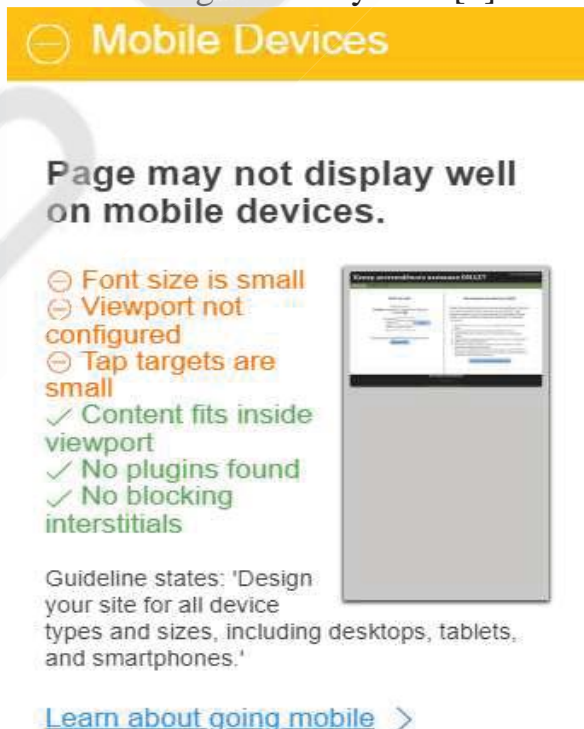 Mobile Devices
Page may not display well
on mobile devices.
Font size is small
Viewport not
configured
Tap targets are
small
Content fits inside
viewport
No plugins found
No blocking
interstitials
Guideline states: 'Design
your site for all device
types and sizes, including desktops, tablets,
and smartphones.'
Learn about going mobile >